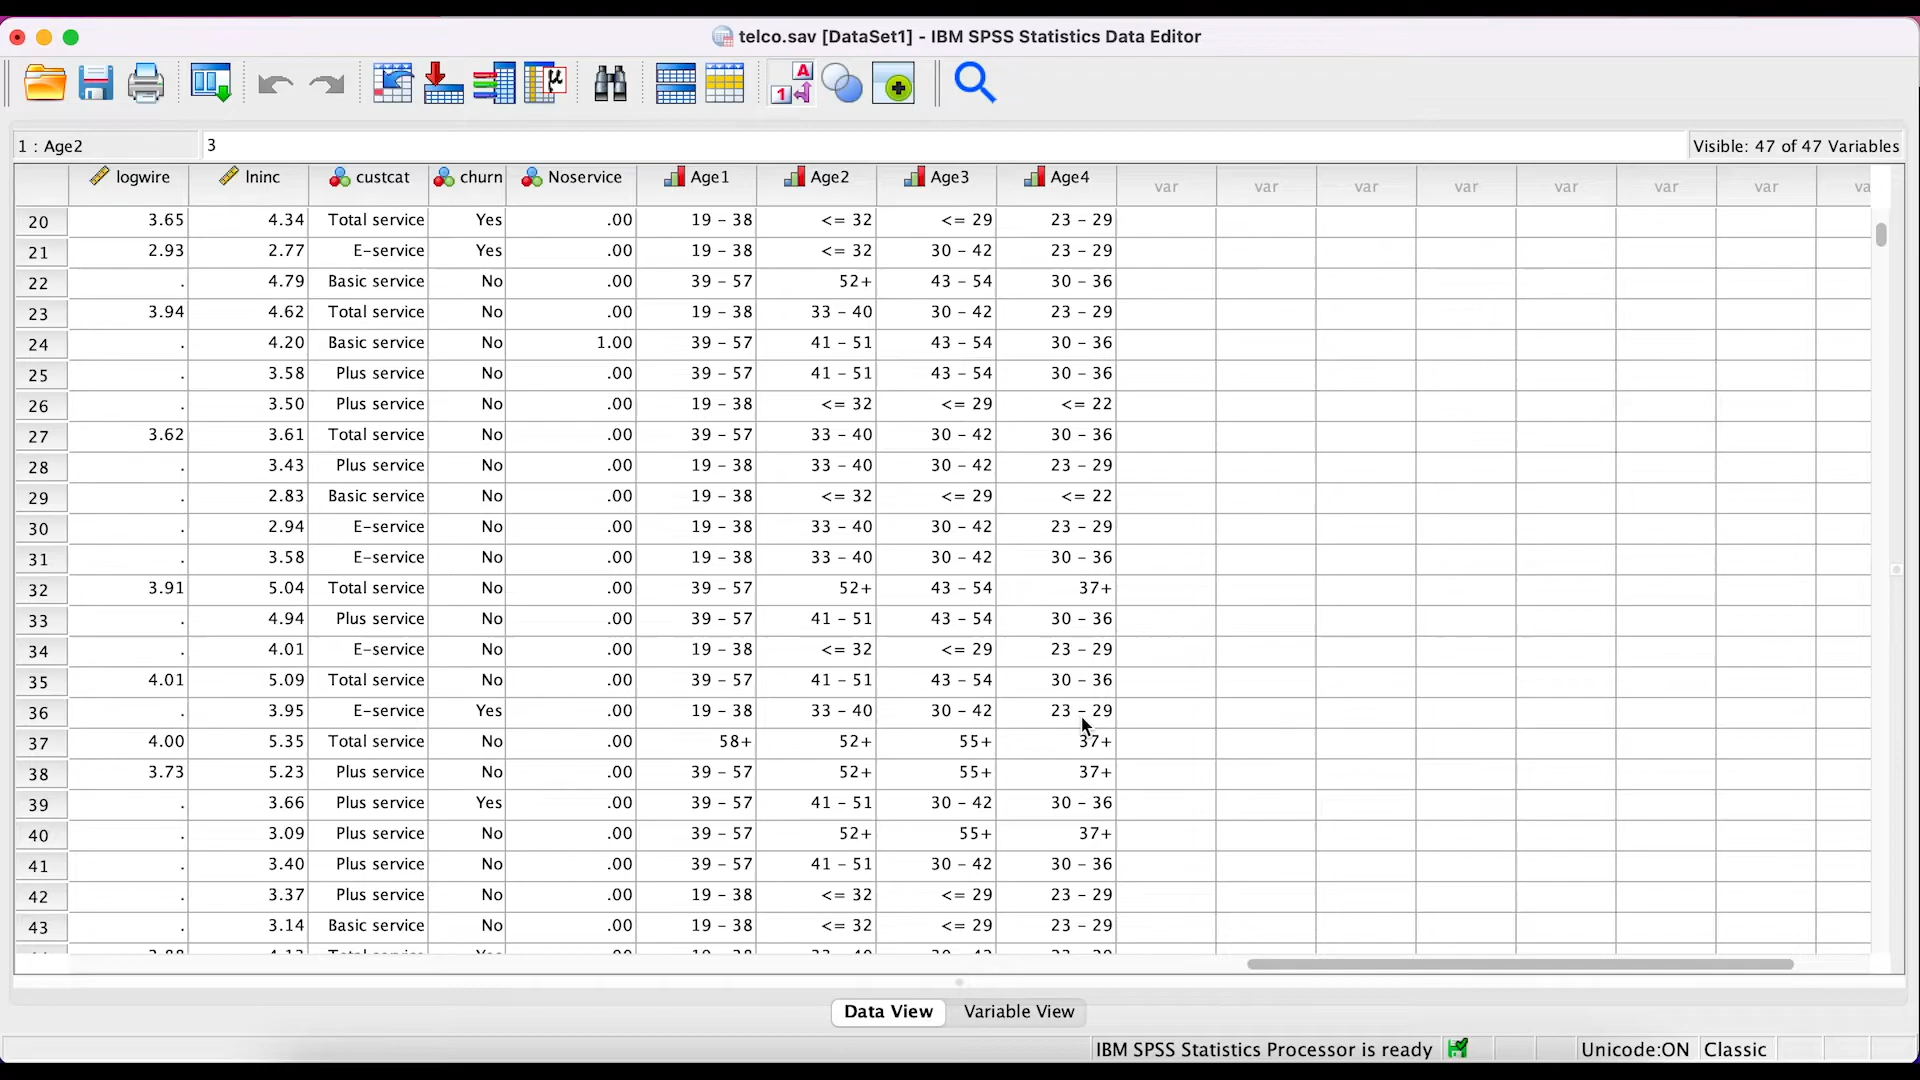 telco.sav [DataSet1] - IBM SPSS Statistics Data Editor
1 : Age2 3 Visible: 47 of 47 Variables
logwire lninc custcat churn Noservice Age1 Age2 Age3 Age4 var var var var var var var va
20 3.65 4.34 Total service Yes .00 19 - 38 <= 32 <= 29 23 - 29
21 2.93 2.77 E-service Yes .00 19 - 38 <= 32 30 - 42 23 - 29
22 . 4.79 Basic service No .00 39 - 57 52+ 43 - 54 30 - 36
23 3.94 4.62 Total service No .00 19 - 38 33 - 40 30 - 42 23 - 29
24 . 4.20 Basic service No 1.00 39 - 57 41 - 51 43 - 54 30 - 36
25 . 3.58 Plus service No .00 39 - 57 41 - 51 43 - 54 30 - 36
26 . 3.50 Plus service No .00 19 - 38 <= 32 <= 29 <= 22
27 3.62 3.61 Total service No .00 39 - 57 33 - 40 30 - 42 30 - 36
28 . 3.43 Plus service No .00 19 - 38 33 - 40 30 - 42 23 - 29
29 . 2.83 Basic service No .00 19 - 38 <= 32 <= 29 <= 22
30 . 2.94 E-service No .00 19 - 38 33 - 40 30 - 42 23 - 29
31 . 3.58 E-service No .00 19 - 38 33 - 40 30 - 42 30 - 36
32 3.91 5.04 Total service No .00 39 - 57 52+ 43 - 54 37+
33 . 4.94 Plus service No .00 39 - 57 41 - 51 43 - 54 30 - 36
34 . 4.01 E-service No .00 19 - 38 <= 32 <= 29 23 - 29
35 4.01 5.09 Total service No .00 39 - 57 41 - 51 43 - 54 30 - 36
36 . 3.95 E-service Yes .00 19 - 38 33 - 40 30 - 42 23 - 29
37 4.00 5.35 Total service No .00 58+ 52+ 55+ 37+
38 3.73 5.23 Plus service No .00 39 - 57 52+ 55+ 37+
39 . 3.66 Plus service Yes .00 39 - 57 41 - 51 30 - 42 30 - 36
40 . 3.09 Plus service No .00 39 - 57 52+ 55+ 37+
41 . 3.40 Plus service No .00 39 - 57 41 - 51 30 - 42 30 - 36
42 . 3.37 Plus service No .00 19 - 38 <= 32 <= 29 23 - 29
43 . 3.14 Basic service No .00 19 - 38 <= 32 <= 29 23 - 29
Data View Variable View
IBM SPSS Statistics Processor is ready Unicode:ON Classic